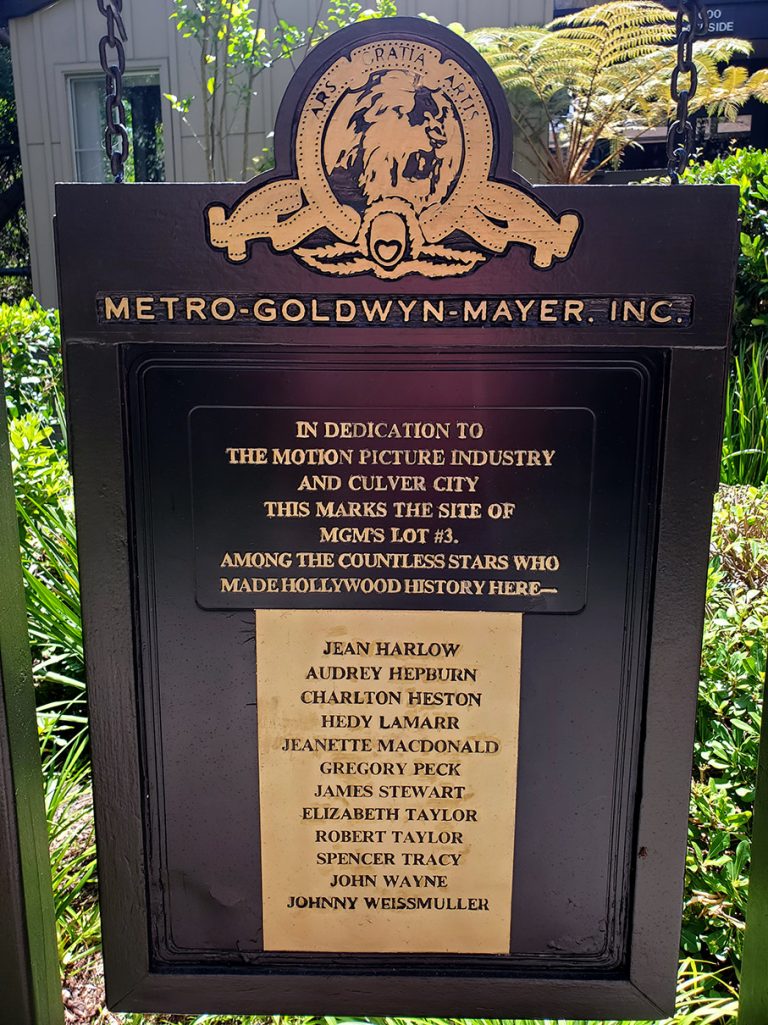 00
SIDE
ARS GRATIA ARTIS
METRO-GOLDWYN-MAYER, INC.
IN DEDICATION TO
THE MOTION PICTURE INDUSTRY
AND CULVER CITY
THIS MARKS THE SITE OF
MGM'S LOT #3.
AMONG THE COUNTLESS STARS WHO
MADE HOLLYWOOD HISTORY HERE—
JEAN HARLOW
AUDREY HEPBURN
CHARLTON HESTON
HEDY LAMARR
JEANETTE MACDONALD
GREGORY PECK
JAMES STEWART
ELIZABETH TAYLOR
ROBERT TAYLOR
SPENCER TRACY
JOHN WAYNE
JOHNNY WEISSMULLER